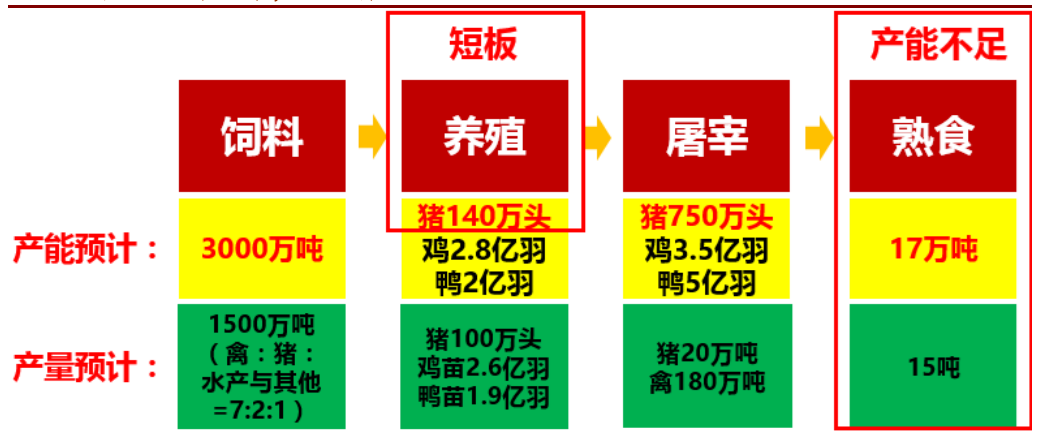 短板
产能不足
饲料
养殖
屠宰
熟食
产能预计：
3000万吨
猪140万头
鸡2.8亿羽
鸭2亿羽
猪750万头
鸡3.5亿羽
鸭5亿羽
17万吨
产量预计：
1500万吨
（禽：猪：
水产与其他
=7:2:1）
猪100万头
鸡苗2.6亿羽
鸭苗1.9亿羽
猪20万吨
禽180万吨
15吨